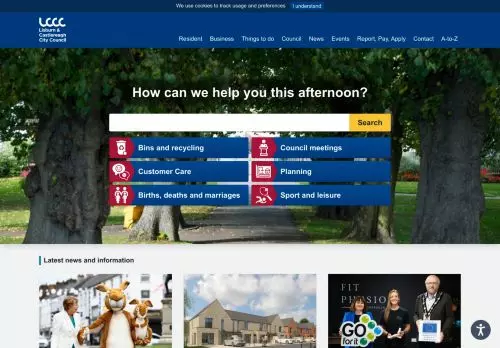 We use cookies to track usage and preferences I understand
LCCC
Lisburn &
Castlereagh
City Council
Resident Business Things to do Council News Events Report, Pay, Apply Contact A-to-Z
How can we help you this afternoon?
Search
Bins and recycling
Council meetings
Customer Care
Planning
Births, deaths and marriages
Sport and leisure
Latest news and information
FIT
PHYSIO
GO
for it